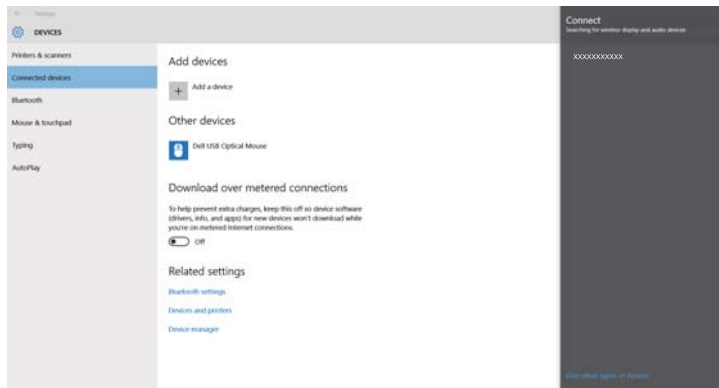 Settings
DEVICES
Printers & scanners
Connected devices
Bluetooth
Mouse & touchpad
Typing
AutoPlay
Add devices
Add a device
Other devices
Dell USB Optical Mouse
Download over metered connections
To help prevent extra charges, keep this off so device software
(drivers, info, and apps) for new devices won't download while
you're on metered Internet connections.
Off
Related settings
Bluetooth settings
Devices and printers
Device manager
Connect
Searching for wireless display and audio devices
xxxxxxxxxxx
Find other types of devices